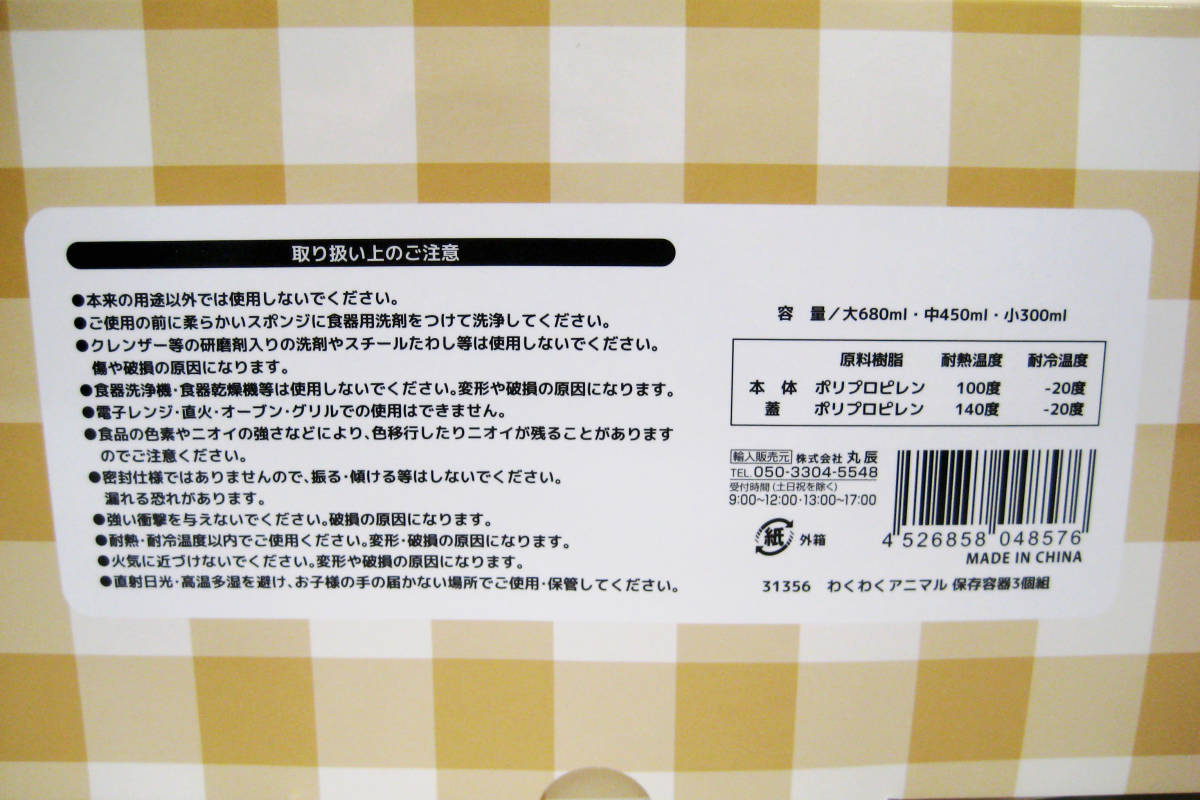 取り扱い上のご注意
●本来の用途以外では使用しないでください。
●ご使用の前に柔らかいスポンジに食器用洗剤をつけて洗浄してください。
●クレンザー等の研磨剤入りの洗剤やスチールたわし等は使用しないでください。
傷や破損の原因になります。
●食器洗浄機・食器乾燥機等は使用しないでください。変形や破損の原因になります。
●電子レンジ・直火・オーブン・グリルでの使用はできません。
●食品の色素やニオイの強さなどにより、色移行したりニオイが残ることがあります
のでご注意ください。
●密封仕様ではありませんので、振る・傾ける等はしないでください。
漏れる恐れがあります。
●強い衝撃を与えないでください。破損の原因になります。
●耐熱・耐冷温度以内でご使用ください。変形・破損の原因になります。
●火気に近づけないでください。変形や破損の原因になります。
●直射日光・高温多湿を避け、お子様の手の届かない場所でご使用・保管してください。
容 量/大680ml・中450ml・小300ml
原料樹脂 耐熱温度 耐冷温度
本 体 ポリプロピレン 100度 -20度
蓋 ポリプロピレン 140度 -20度
輸入販売元 株式会社 丸辰
TEL.050-3304-5548
受付時間(土日祝を除く)
9:00~12:00・13:00~17:00
紙 外箱
4 526858 048576
MADE IN CHINA
31356 わくわくアニマル 保存容器3個組